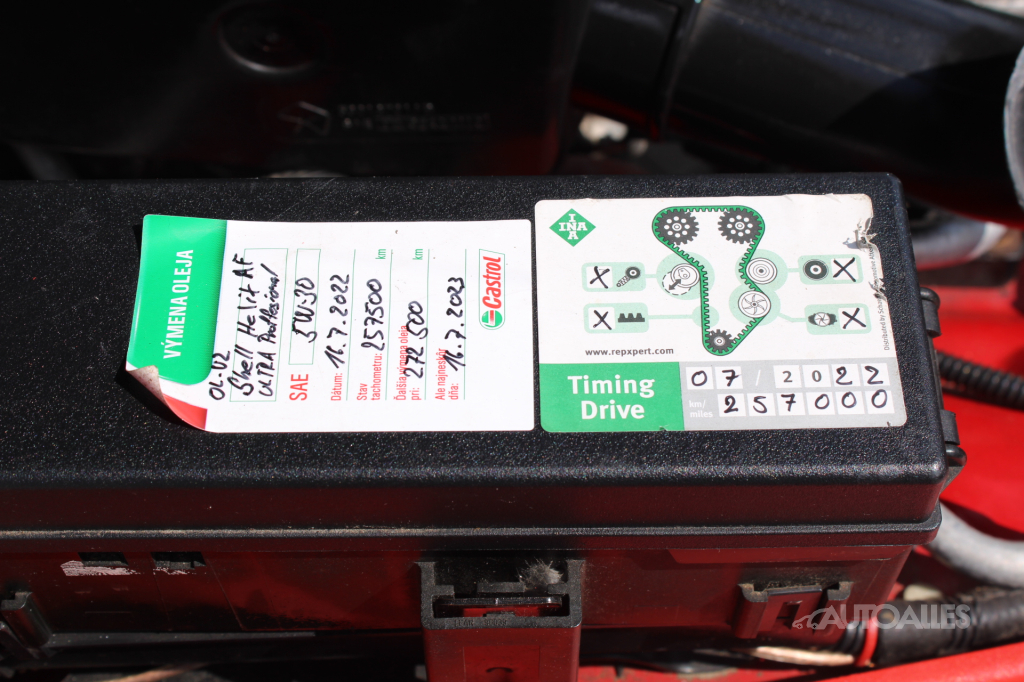 VÝMENA OLEJA
OL-02
Shell Helix AF
ULTRA Proffesional
SAE 5W-30
Dátum: 16.7.2022
Stav
tachometru: 257500 km
Ďalšia výmena oleja
pri: 272 500 km
Ale najneskôr
dňa: 16.7.2023
Castrol
INA
www.repxpert.com
Timing
Drive
07 / 2022
km/
miles
257000
AUTOALLES